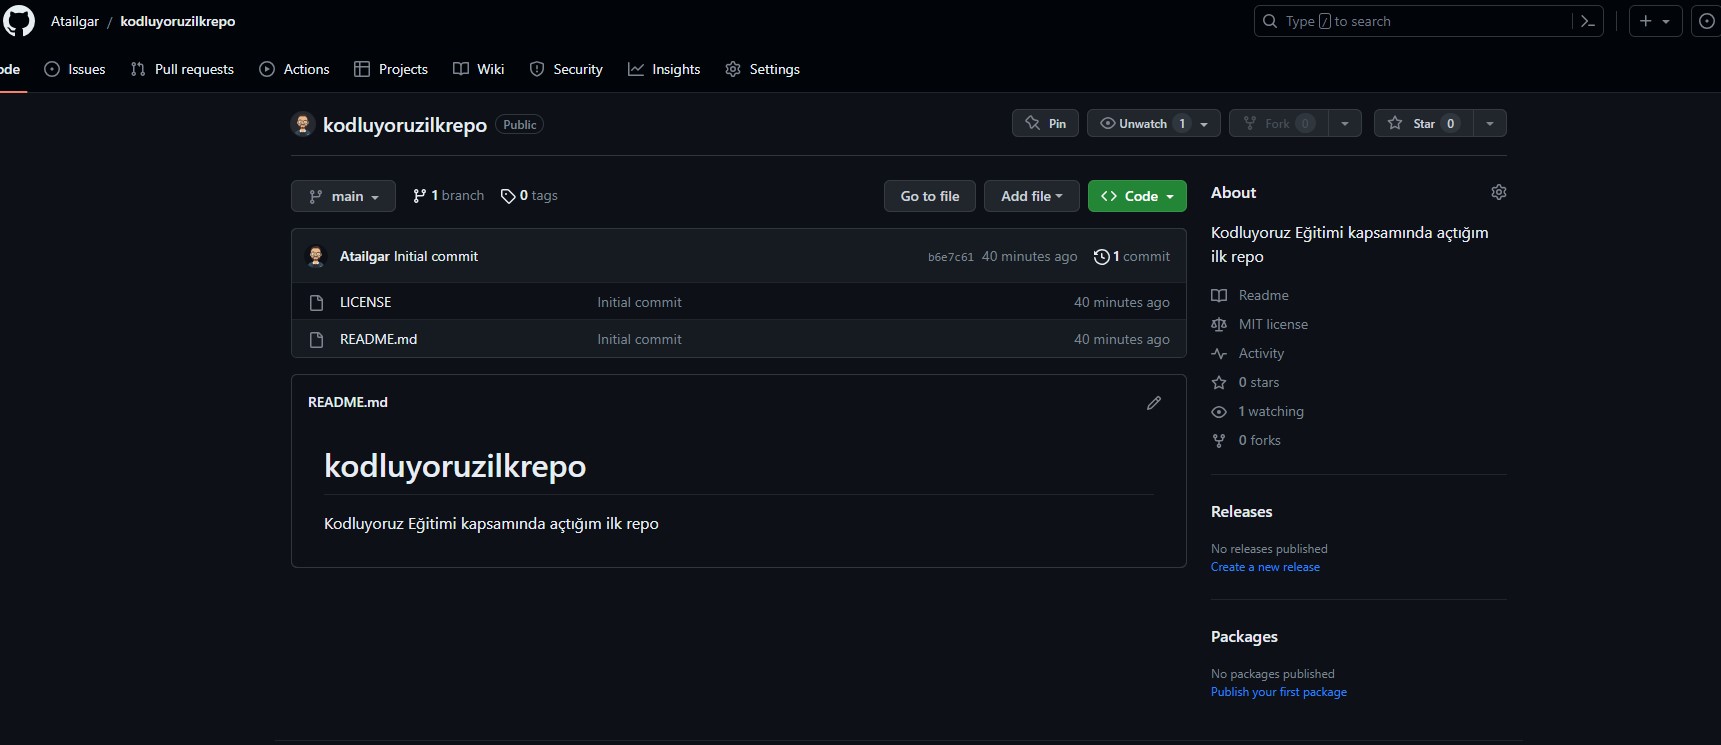 Atailgar / kodluyoruzilkrepo
Type / to search
ode Issues Pull requests Actions Projects Wiki Security Insights Settings
kodluyoruzilkrepo Public
Pin Unwatch 1 Fork 0 Star 0
main 1 branch 0 tags Go to file Add file <> Code
Atailgar Initial commit b6e7c61 40 minutes ago 1 commit
LICENSE Initial commit 40 minutes ago
README.md Initial commit 40 minutes ago
README.md
kodluyoruzilkrepo
Kodluyoruz Eğitimi kapsamında açtığım ilk repo
About
Kodluyoruz Eğitimi kapsamında açtığım
ilk repo
Readme
MIT license
Activity
0 stars
1 watching
0 forks
Releases
No releases published
Create a new release
Packages
No packages published
Publish your first package